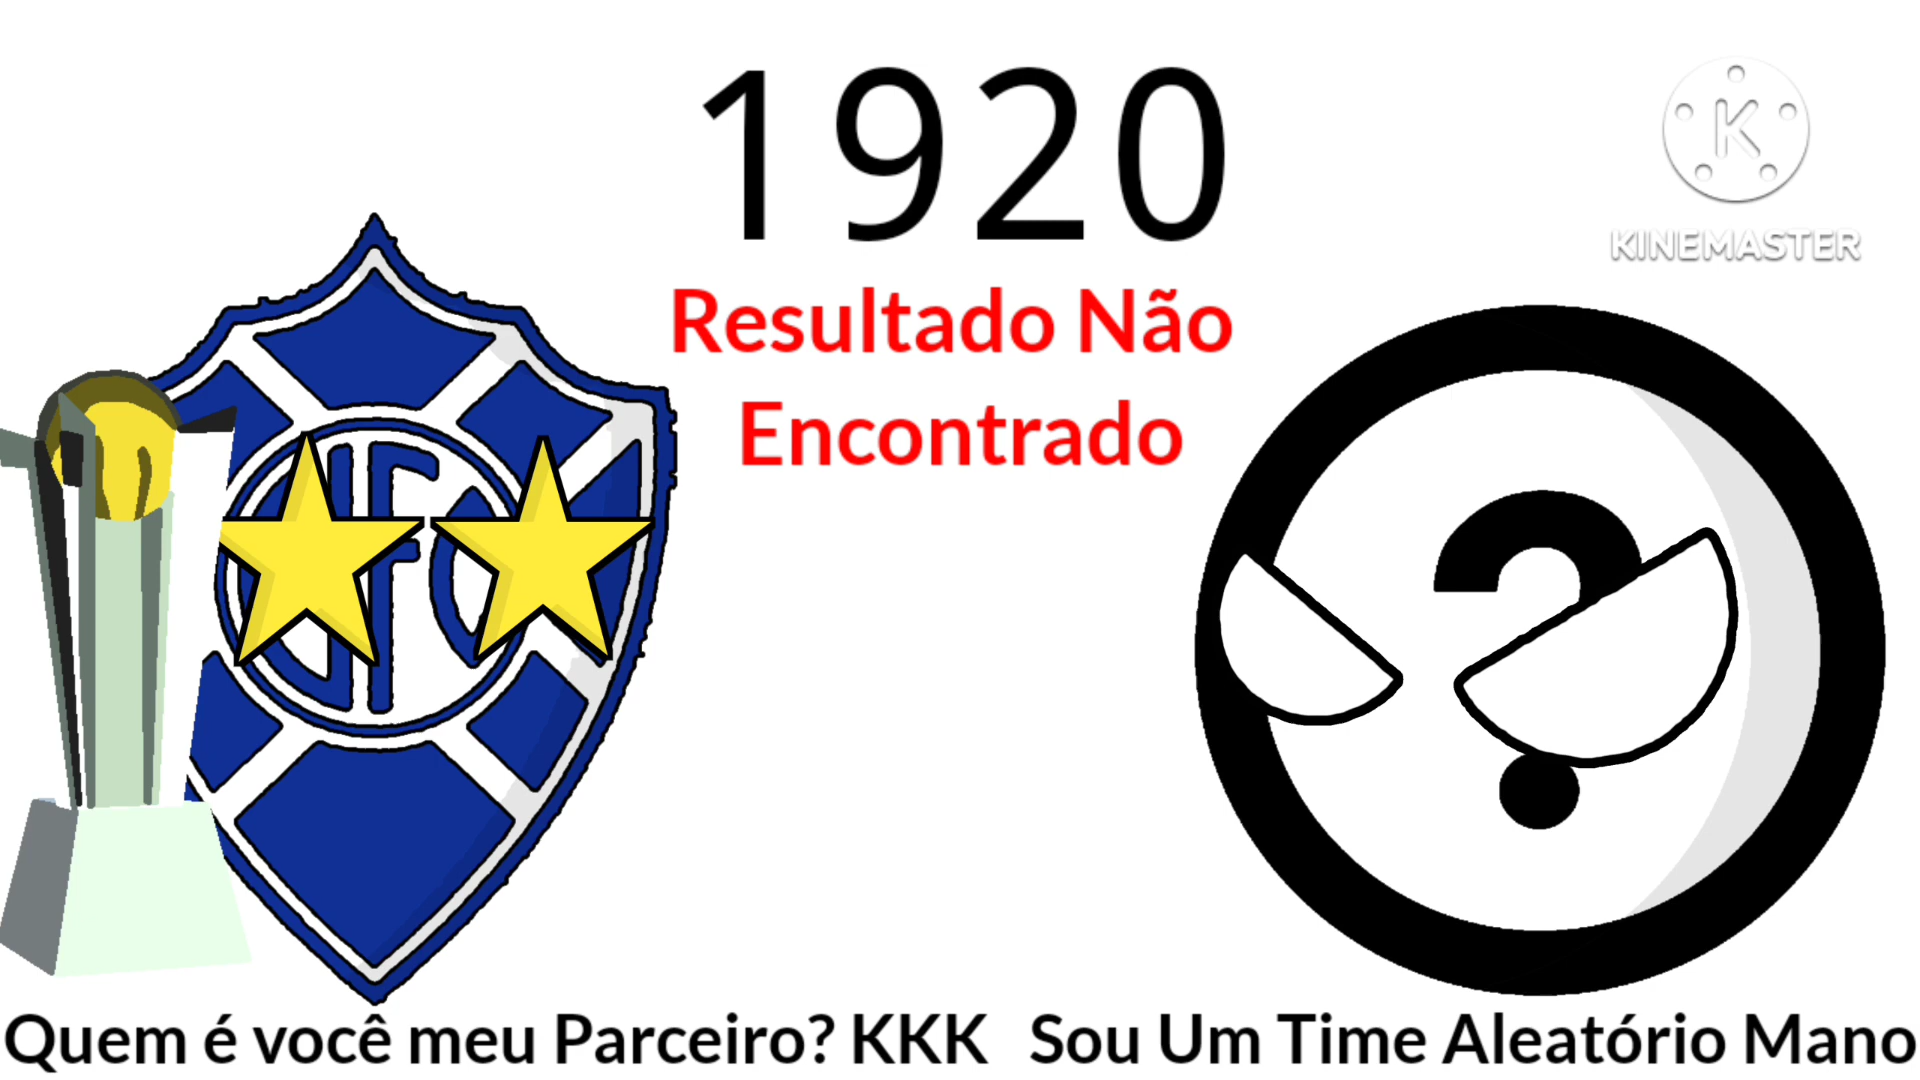 1920
K
KINEMASTER
Resultado Não
Encontrado
?
Quem é você meu Parceiro? KKK
Sou Um Time Aleatório Mano